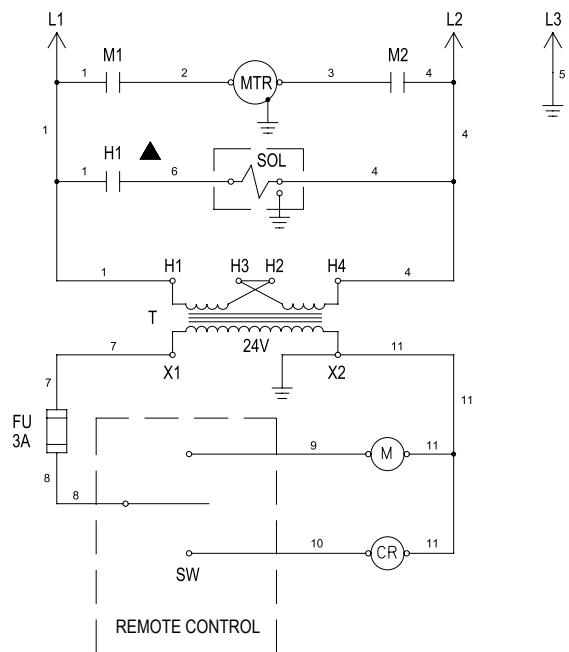 L1 L2 L3
M1 M2
1 2 MTR 3 4 5
1 4
H1 SOL
1 6 4
H1 H3 H2 H4
1 4
T
24V
7 11
X1 X2
7 11
FU
3A
9 M 11
8
8
10 CR 11
SW
REMOTE CONTROL